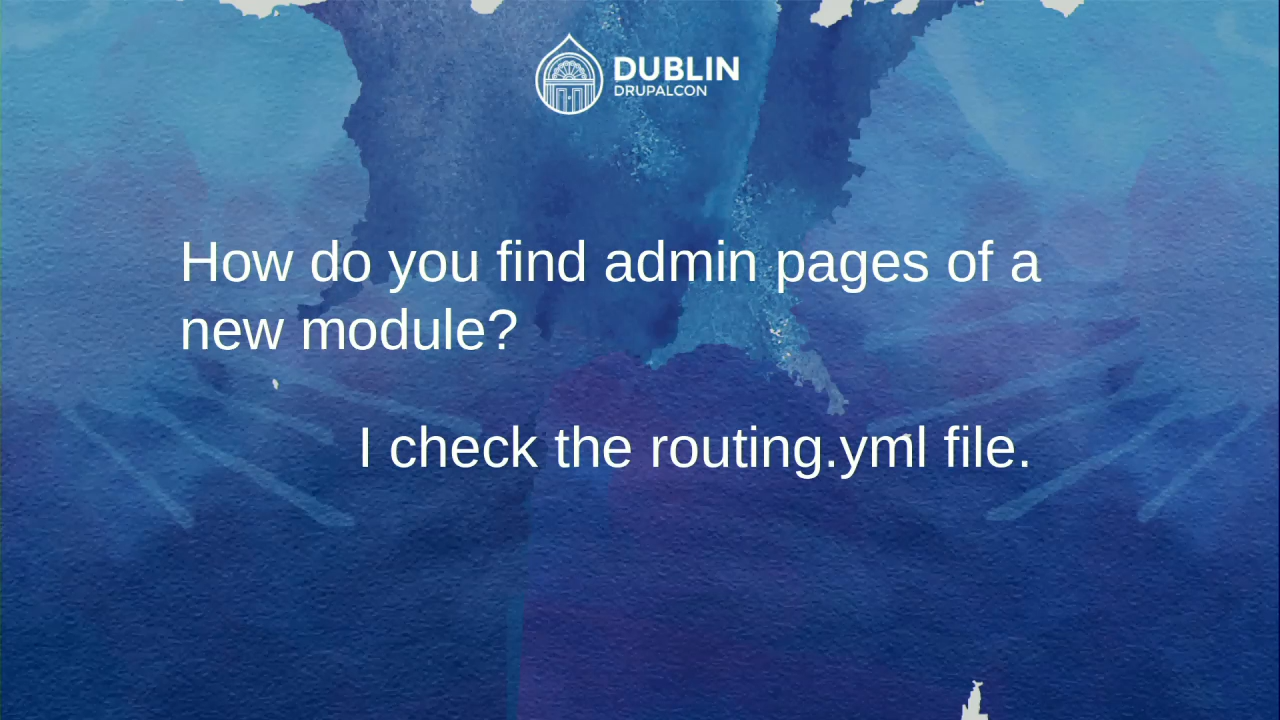 DUBLIN
DRUPALCON
How do you find admin pages of a
new module?
I check the routing.yml file.